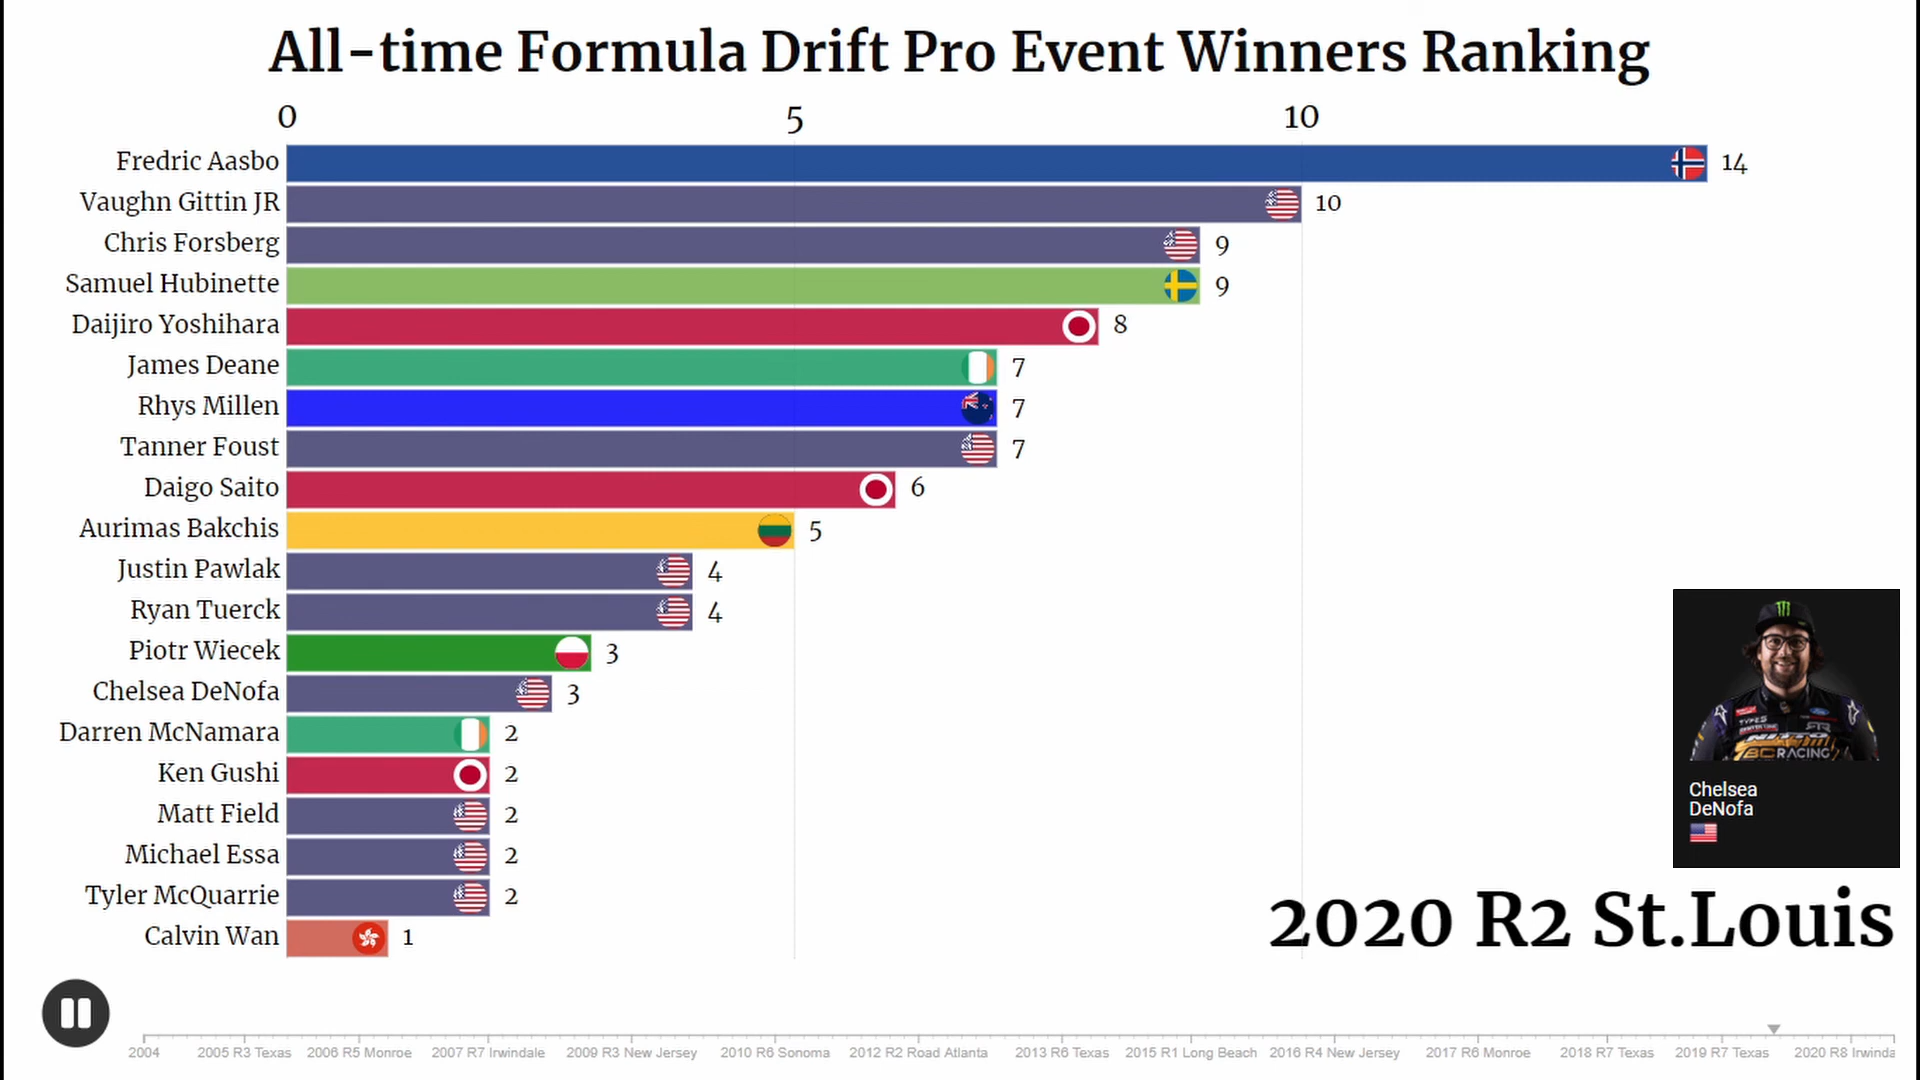 All-time Formula Drift Pro Event Winners Ranking
0 5 10
Fredric Aasbo 14
Vaughn Gittin JR 10
Chris Forsberg 9
Samuel Hubinette 9
Daijiro Yoshihara 8
James Deane 7
Rhys Millen 7
Tanner Foust 7
Daigo Saito 6
Aurimas Bakchis 5
Justin Pawlak 4
Ryan Tuerck 4
Piotr Wiecek 3
Chelsea DeNofa 3
Darren McNamara 2
Ken Gushi 2
Matt Field 2
Michael Essa 2
Tyler McQuarrie 2
Calvin Wan 1
NITTO
BC RACING
Chelsea
DeNofa
2020 R2 St.Louis
2004 2005 R3 Texas 2006 R5 Monroe 2007 R7 Irwindale 2009 R3 New Jersey 2010 R6 Sonoma 2012 R2 Road Atlanta 2013 R6 Texas 2015 R1 Long Beach 2016 R4 New Jersey 2017 R6 Monroe 2018 R7 Texas 2019 R7 Texas 2020 R8 Irwinda